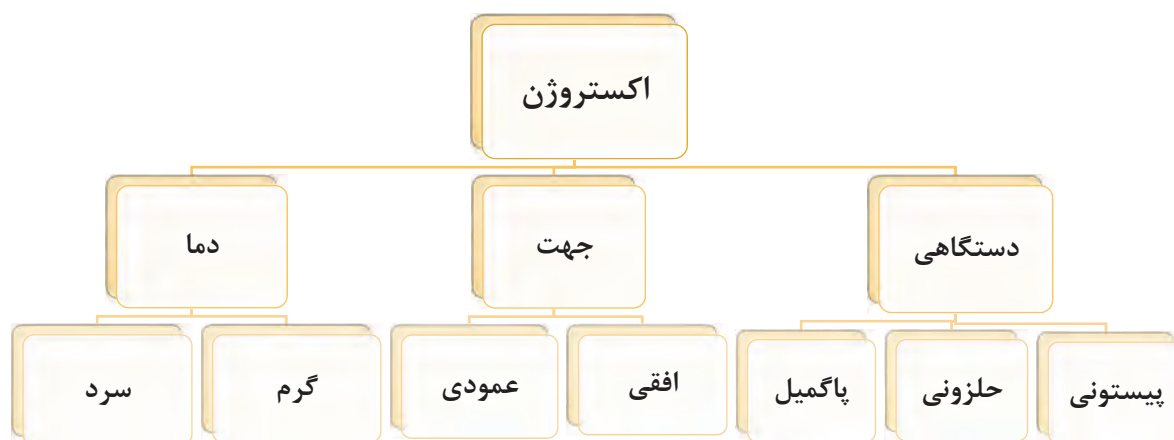 اکستروژن
دستگاهی
جهت
دما
پیستونی
حلزونی
پاگمیل
افقی
عمودی
گرم
سرد